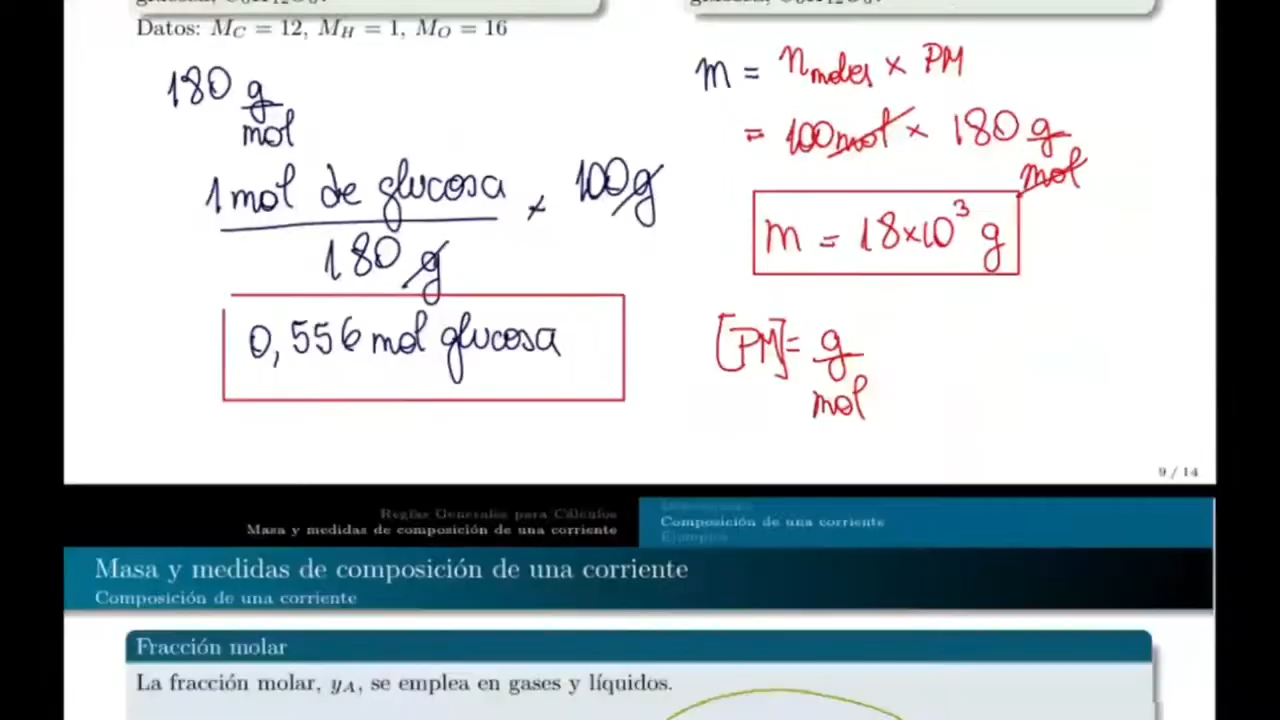 Datos: M_C = 12, M_H = 1, M_O = 16
180 g/mol
1 mol de glucosa / 180 g × 100 g
0,556 mol glucosa
m = n_moles × PM
= 100 mol × 180 g/mol
m = 18×10³ g
[PM] = g/mol
9 / 14
Reglas Generales para Cálculos
Masa y medidas de composición de una corriente
Composición de una corriente
Ejemplos
Masa y medidas de composición de una corriente
Composición de una corriente
Fracción molar
La fracción molar, y_A, se emplea en gases y líquidos.